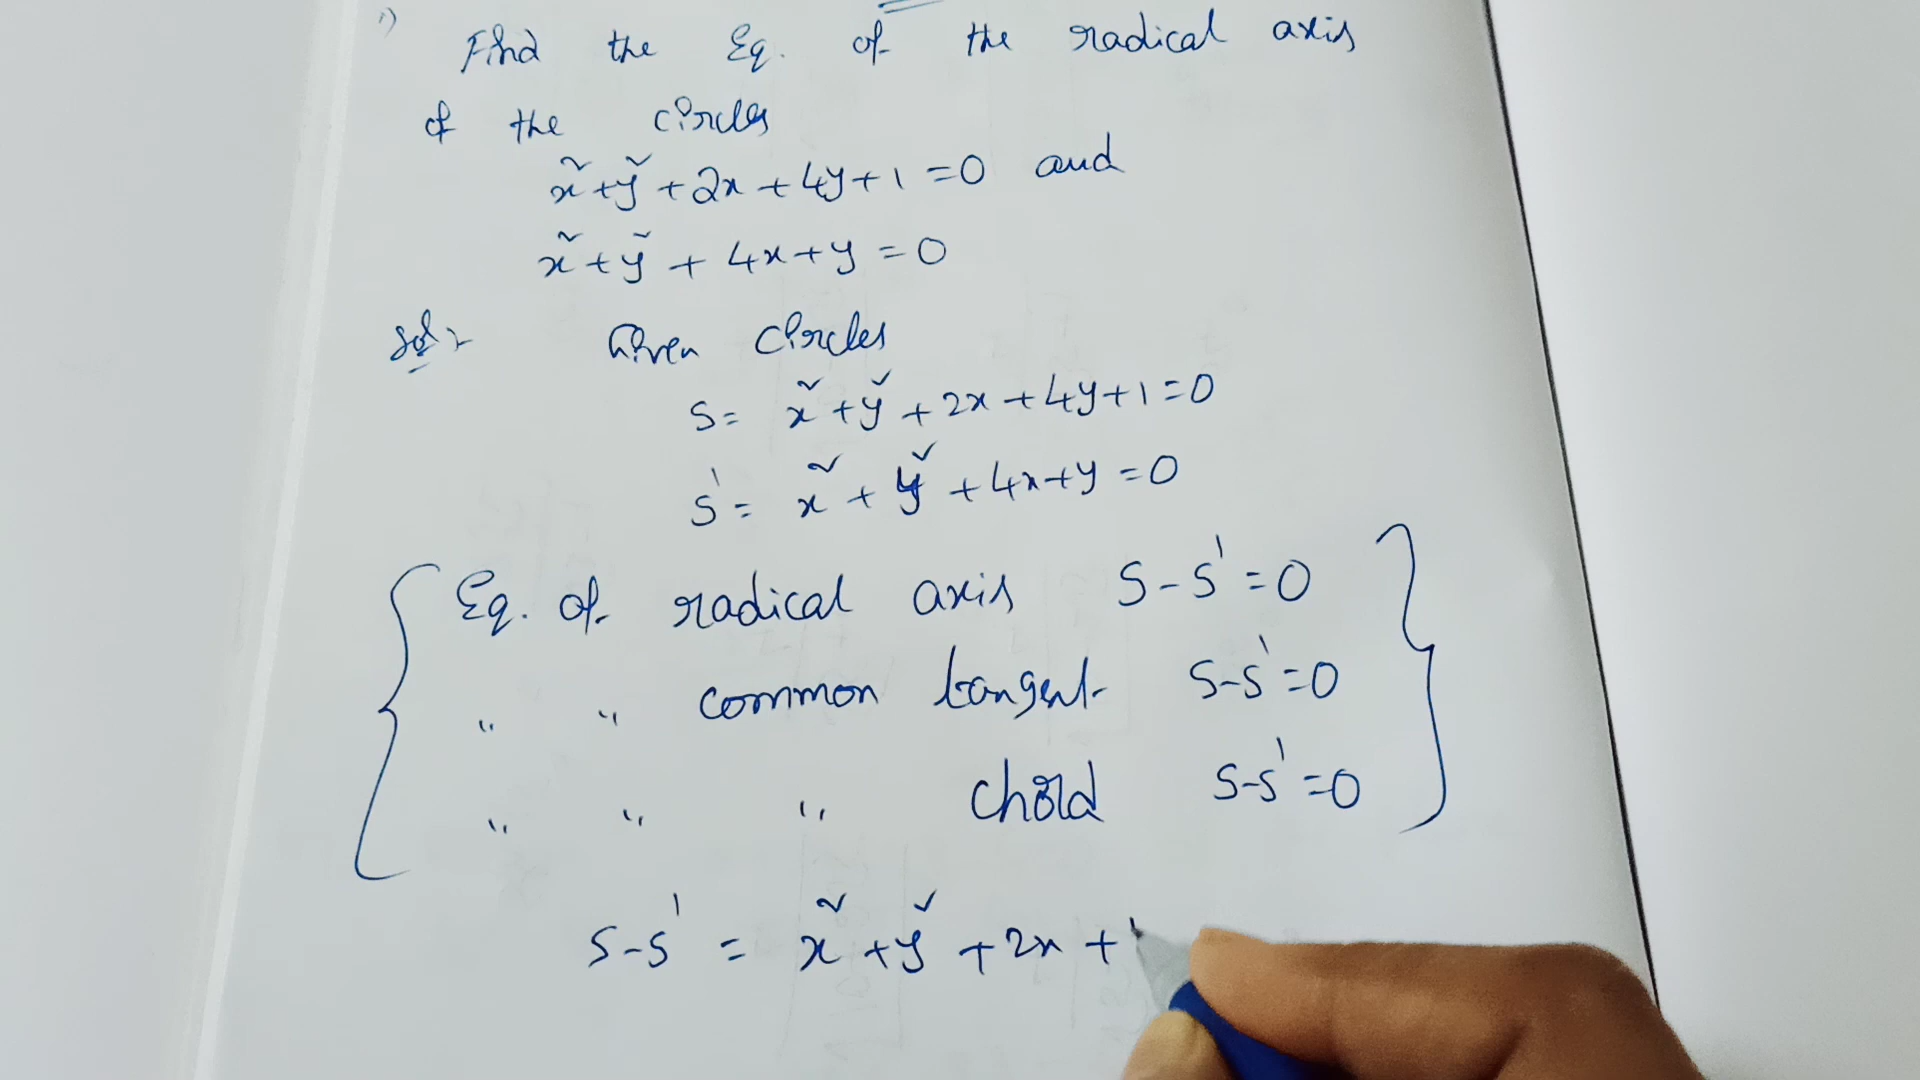 1) Find the Eq. of the radical axis
of the circles
x² + y² + 2x + 4y + 1 = 0 and
x² + y² + 4x + y = 0
Sol:- Given circles
S = x² + y² + 2x + 4y + 1 = 0
S' = x² + y² + 4x + y = 0
Eq. of radical axis S - S' = 0
" " common tangent S - S' = 0
" " " chord S - S' = 0
S - S' = x² + y² + 2x +